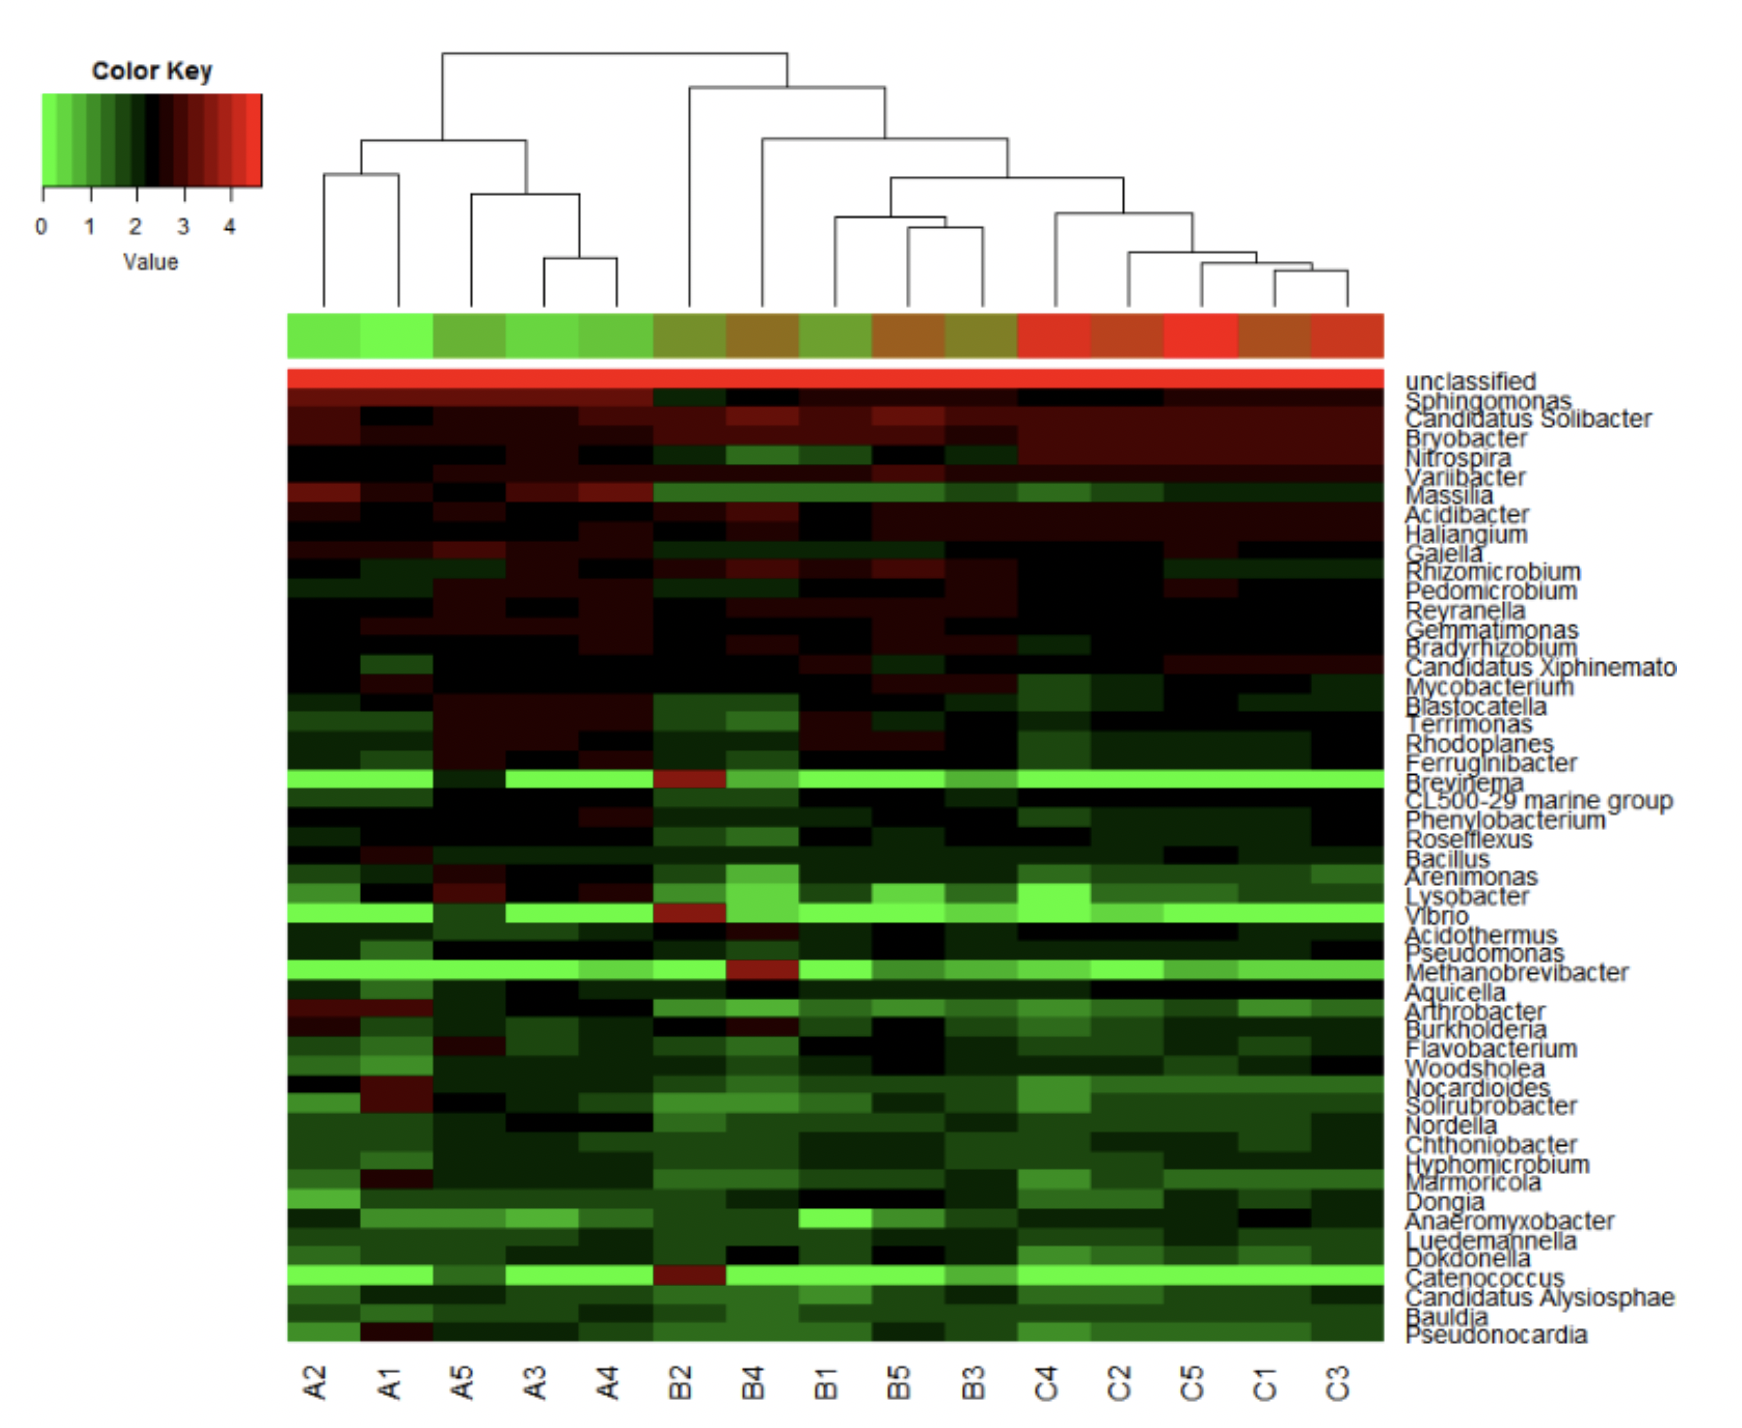 Color Key
0 1 2 3 4
Value
unclassified
Sphingomonas
Candidatus Solibacter
Bryobacter
Nitrospira
Variibacter
Massilia
Acidibacter
Haliangium
Gaiella
Rhizomicrobium
Pedomicrobium
Reyranella
Gemmatimonas
Bradyrhizobium
Candidatus Xiphinemato
Mycobacterium
Blastocatella
Terrimonas
Rhodoplanes
Ferruginibacter
Brevinema
CL500-29 marine group
Phenylobacterium
Roseiflexus
Bacillus
Arenimonas
Lysobacter
Vibrio
Acidothermus
Pseudomonas
Methanobrevibacter
Aquicella
Arthrobacter
Burkholderia
Flavobacterium
Woodsholea
Nocardioides
Solirubrobacter
Nordella
Chthoniobacter
Hyphomicrobium
Marmoricola
Dongia
Anaeromyxobacter
Luedemannella
Dokdonella
Catenococcus
Candidatus Alysiosphae
Bauldia
Pseudonocardia
A2 A1 A5 A3 A4 B2 B4 B1 B5 B3 C4 C2 C5 C1 C3